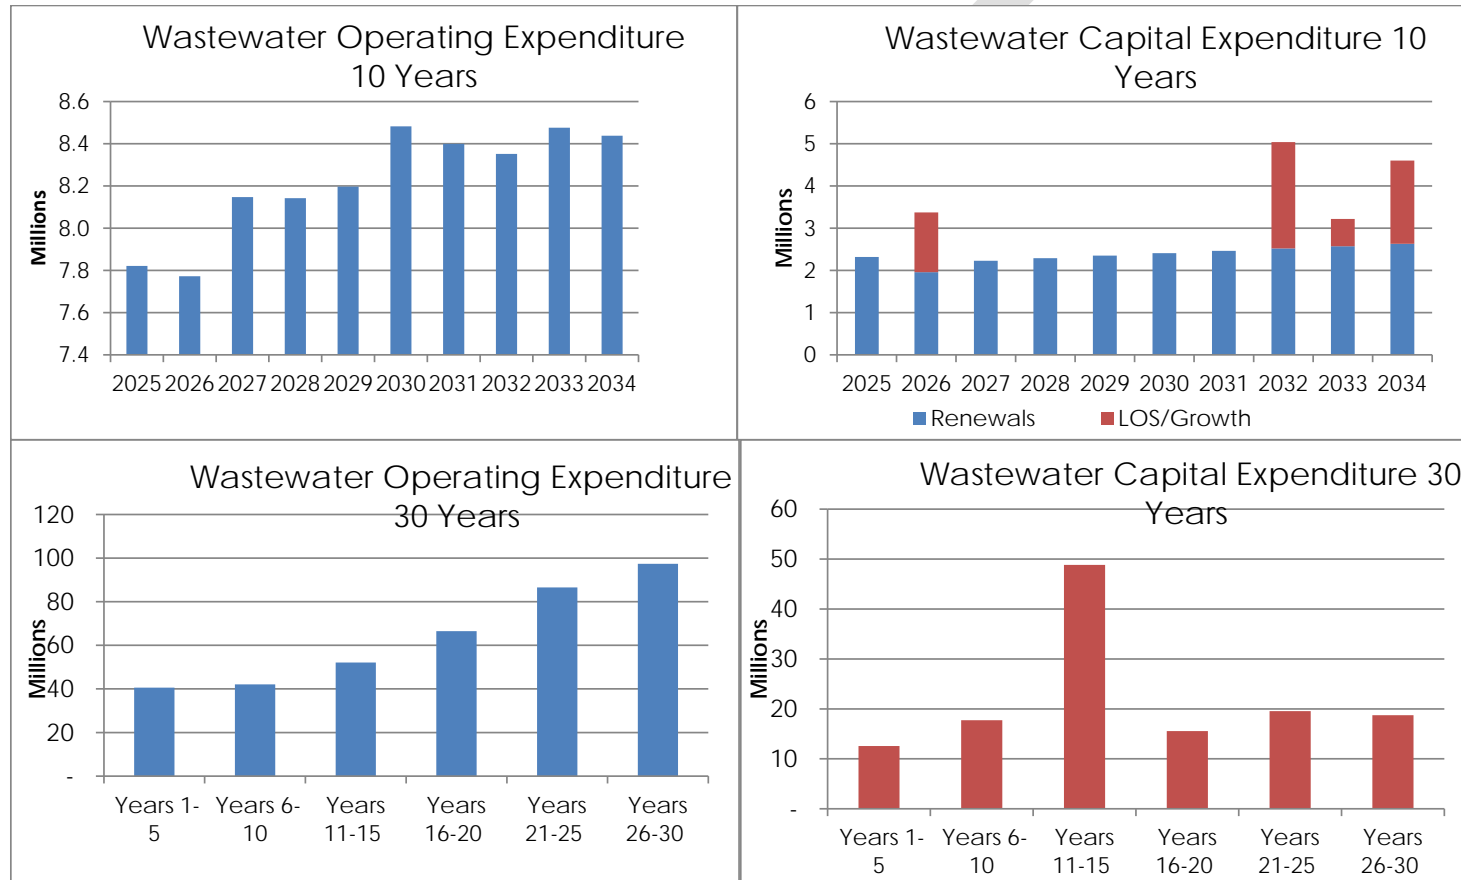 Wastewater Operating Expenditure
10 Years
8.6
8.4
8.2
8.0
7.8
7.6
7.4
Millions
2025 2026 2027 2028 2029 2030 2031 2032 2033 2034
Wastewater Capital Expenditure 10
Years
6
5
4
3
2
1
0
Millions
2025 2026 2027 2028 2029 2030 2031 2032 2033 2034
Renewals LOS/Growth
Wastewater Operating Expenditure
30 Years
120
100
80
60
40
20
-
Millions
Years 1- Years 6- Years Years Years Years
5 10 11-15 16-20 21-25 26-30
Wastewater Capital Expenditure 30
Years
60
50
40
30
20
10
-
Millions
Years 1- Years 6- Years Years Years Years
5 10 11-15 16-20 21-25 26-30